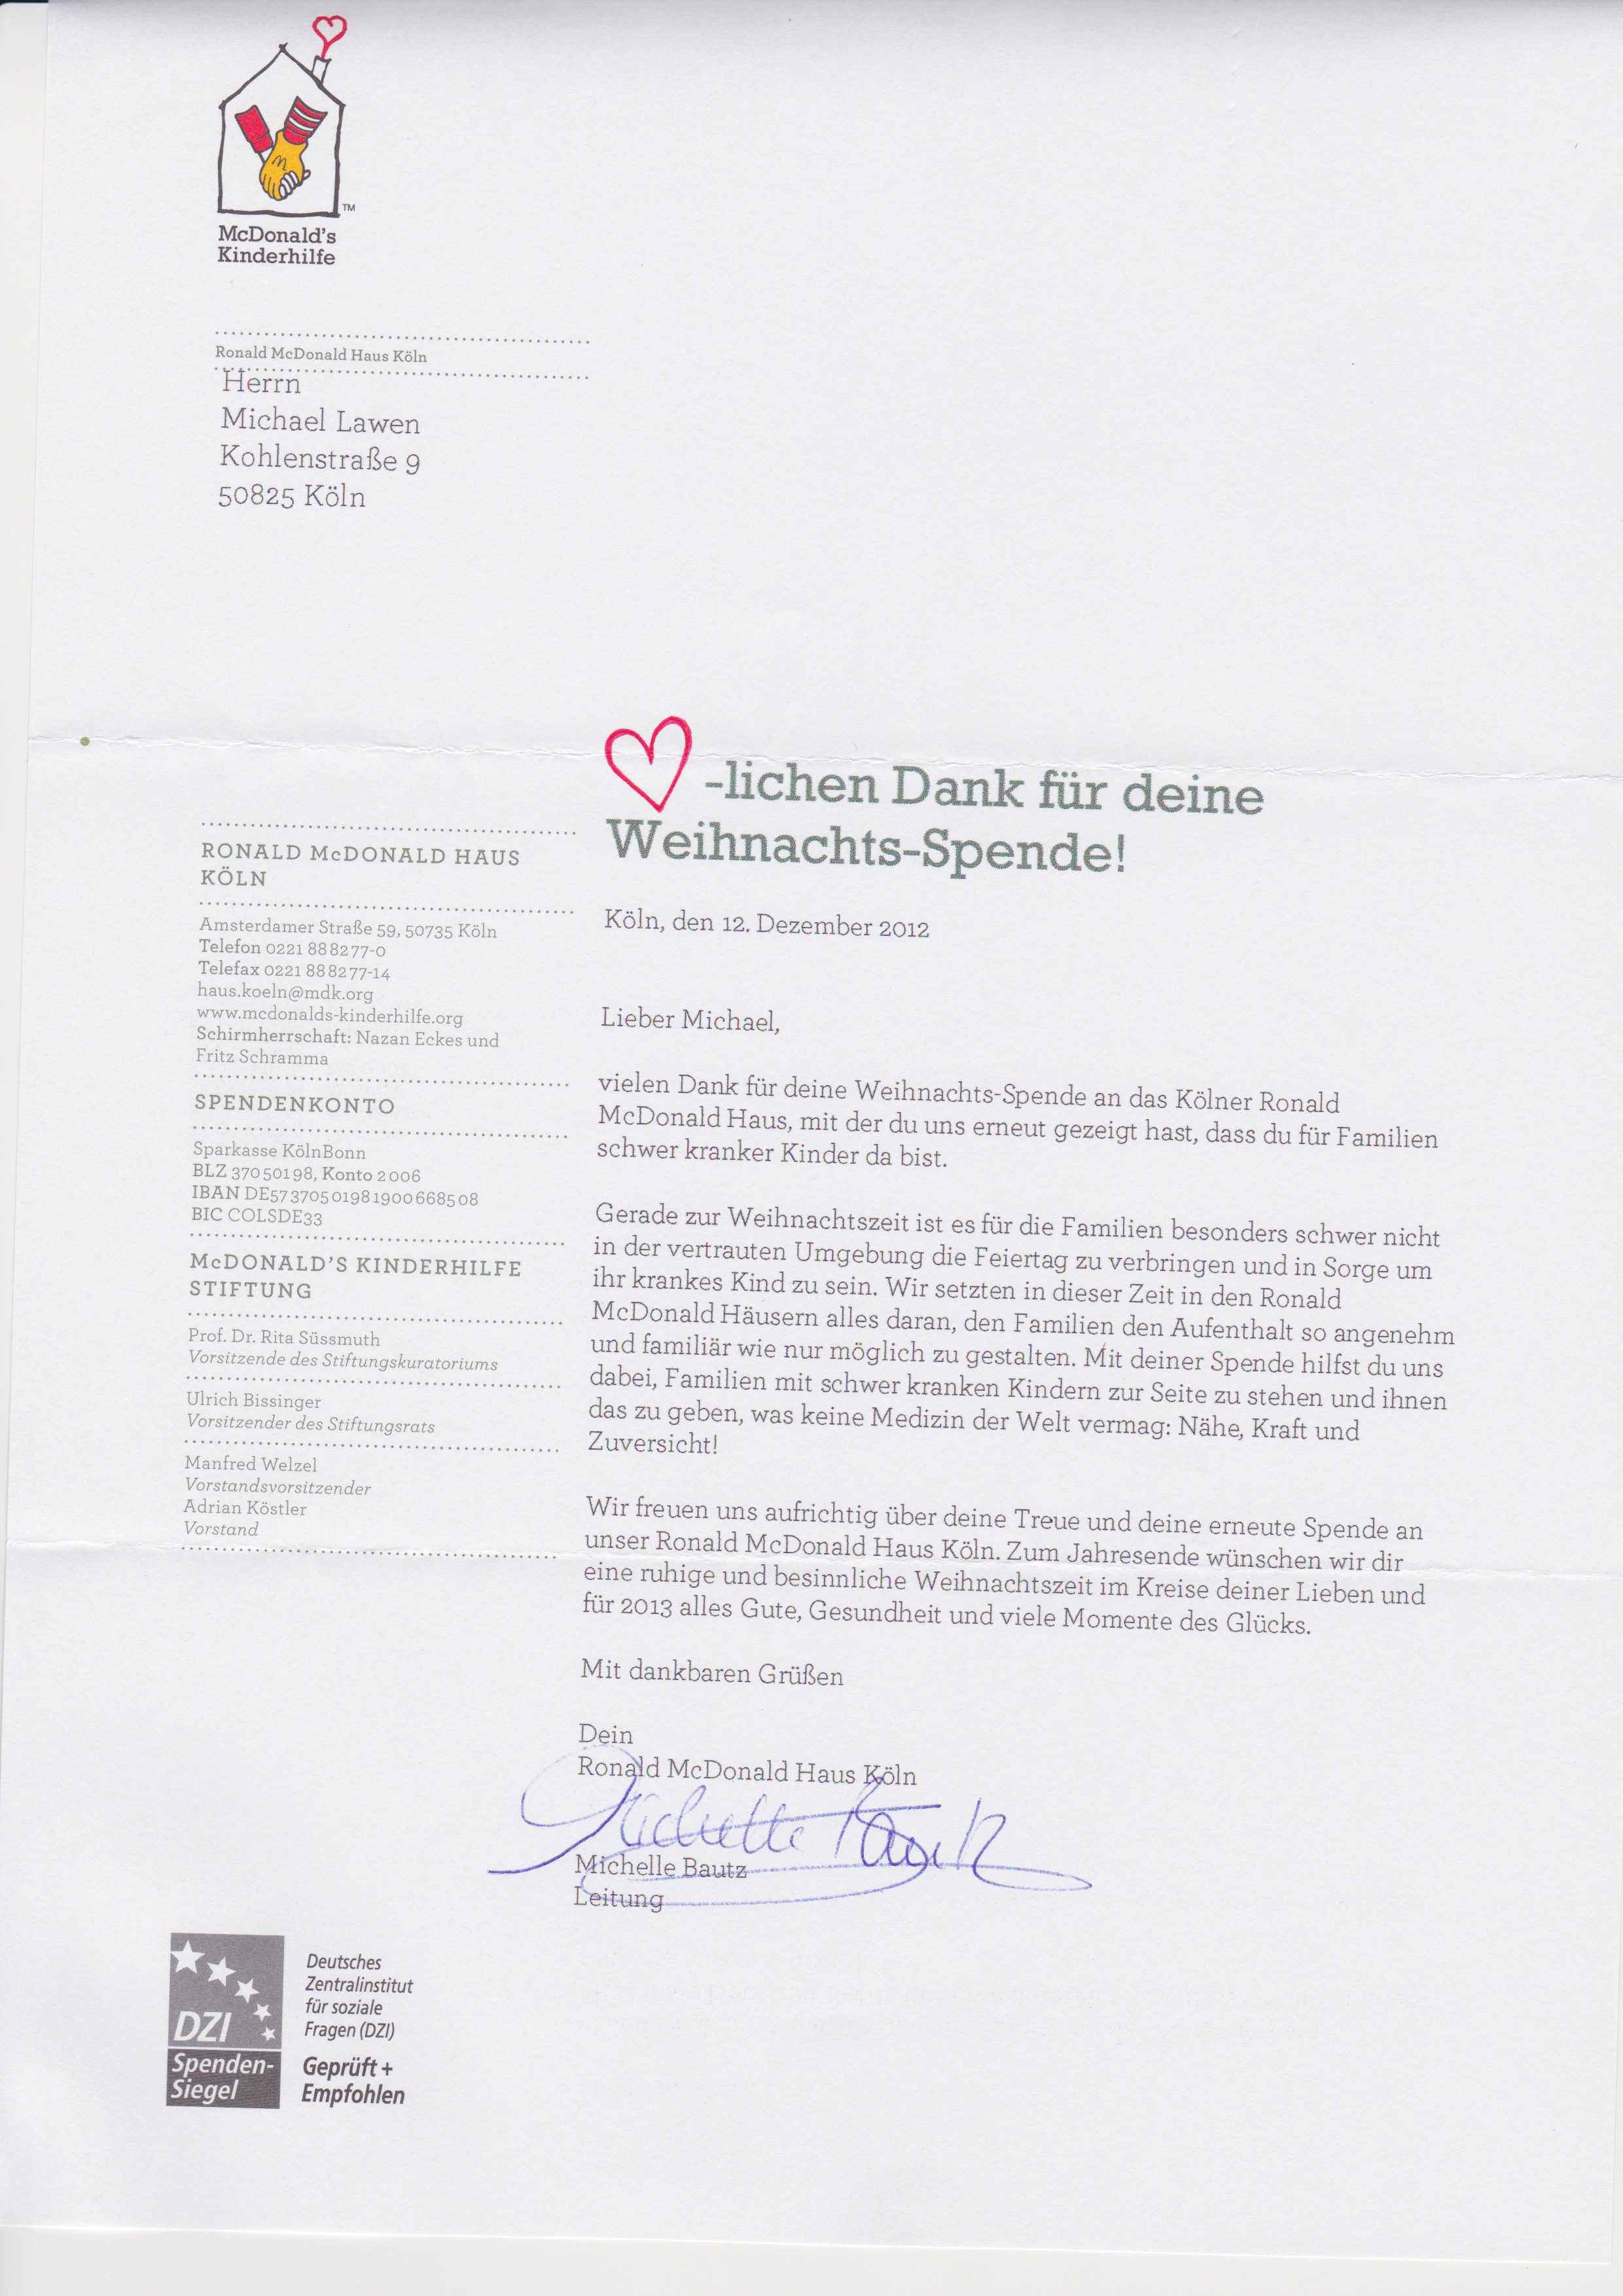 McDonald's
Kinderhilfe
Ronald McDonald Haus Köln
Herrn
Michael Lawen
Kohlenstraße 9
50825 Köln
-lichen Dank für deine
Weihnachts-Spende!
RONALD McDONALD HAUS
KÖLN
Amsterdamer Straße 59, 50735 Köln
Telefon 0221 888277-0
Telefax 0221 888277-14
haus.koeln@mdk.org
www.mcdonalds-kinderhilfe.org
Schirmherrschaft: Nazan Eckes und
Fritz Schramma
SPENDENKONTO
Sparkasse KölnBonn
BLZ 370 501 98, Konto 2 006
IBAN DE57 3705 0198 1900 6685 08
BIC COLSDE33
McDONALD'S KINDERHILFE
STIFTUNG
Prof. Dr. Rita Süssmuth
Vorsitzende des Stiftungskuratoriums
Ulrich Bissinger
Vorsitzender des Stiftungsrats
Manfred Welzel
Vorstandsvorsitzender
Adrian Köstler
Vorstand
Köln, den 12. Dezember 2012
Lieber Michael,
vielen Dank für deine Weihnachts-Spende an das Kölner Ronald
McDonald Haus, mit der du uns erneut gezeigt hast, dass du für Familien
schwer kranker Kinder da bist.
Gerade zur Weihnachtszeit ist es für die Familien besonders schwer nicht
in der vertrauten Umgebung die Feiertag zu verbringen und in Sorge um
ihr krankes Kind zu sein. Wir setzten in dieser Zeit in den Ronald
McDonald Häusern alles daran, den Familien den Aufenthalt so angenehm
und familiär wie nur möglich zu gestalten. Mit deiner Spende hilfst du uns
dabei, Familien mit schwer kranken Kindern zur Seite zu stehen und ihnen
das zu geben, was keine Medizin der Welt vermag: Nähe, Kraft und
Zuversicht!
Wir freuen uns aufrichtig über deine Treue und deine erneute Spende an
unser Ronald McDonald Haus Köln. Zum Jahresende wünschen wir dir
eine ruhige und besinnliche Weihnachtszeit im Kreise deiner Lieben und
für 2013 alles Gute, Gesundheit und viele Momente des Glücks.
Mit dankbaren Grüßen
Dein
Ronald McDonald Haus Köln
Michelle Bautz
Michelle Bautz
Leitung
DZI
Spenden-
Siegel
Deutsches
Zentralinstitut
für soziale
Fragen (DZI)
Geprüft +
Empfohlen